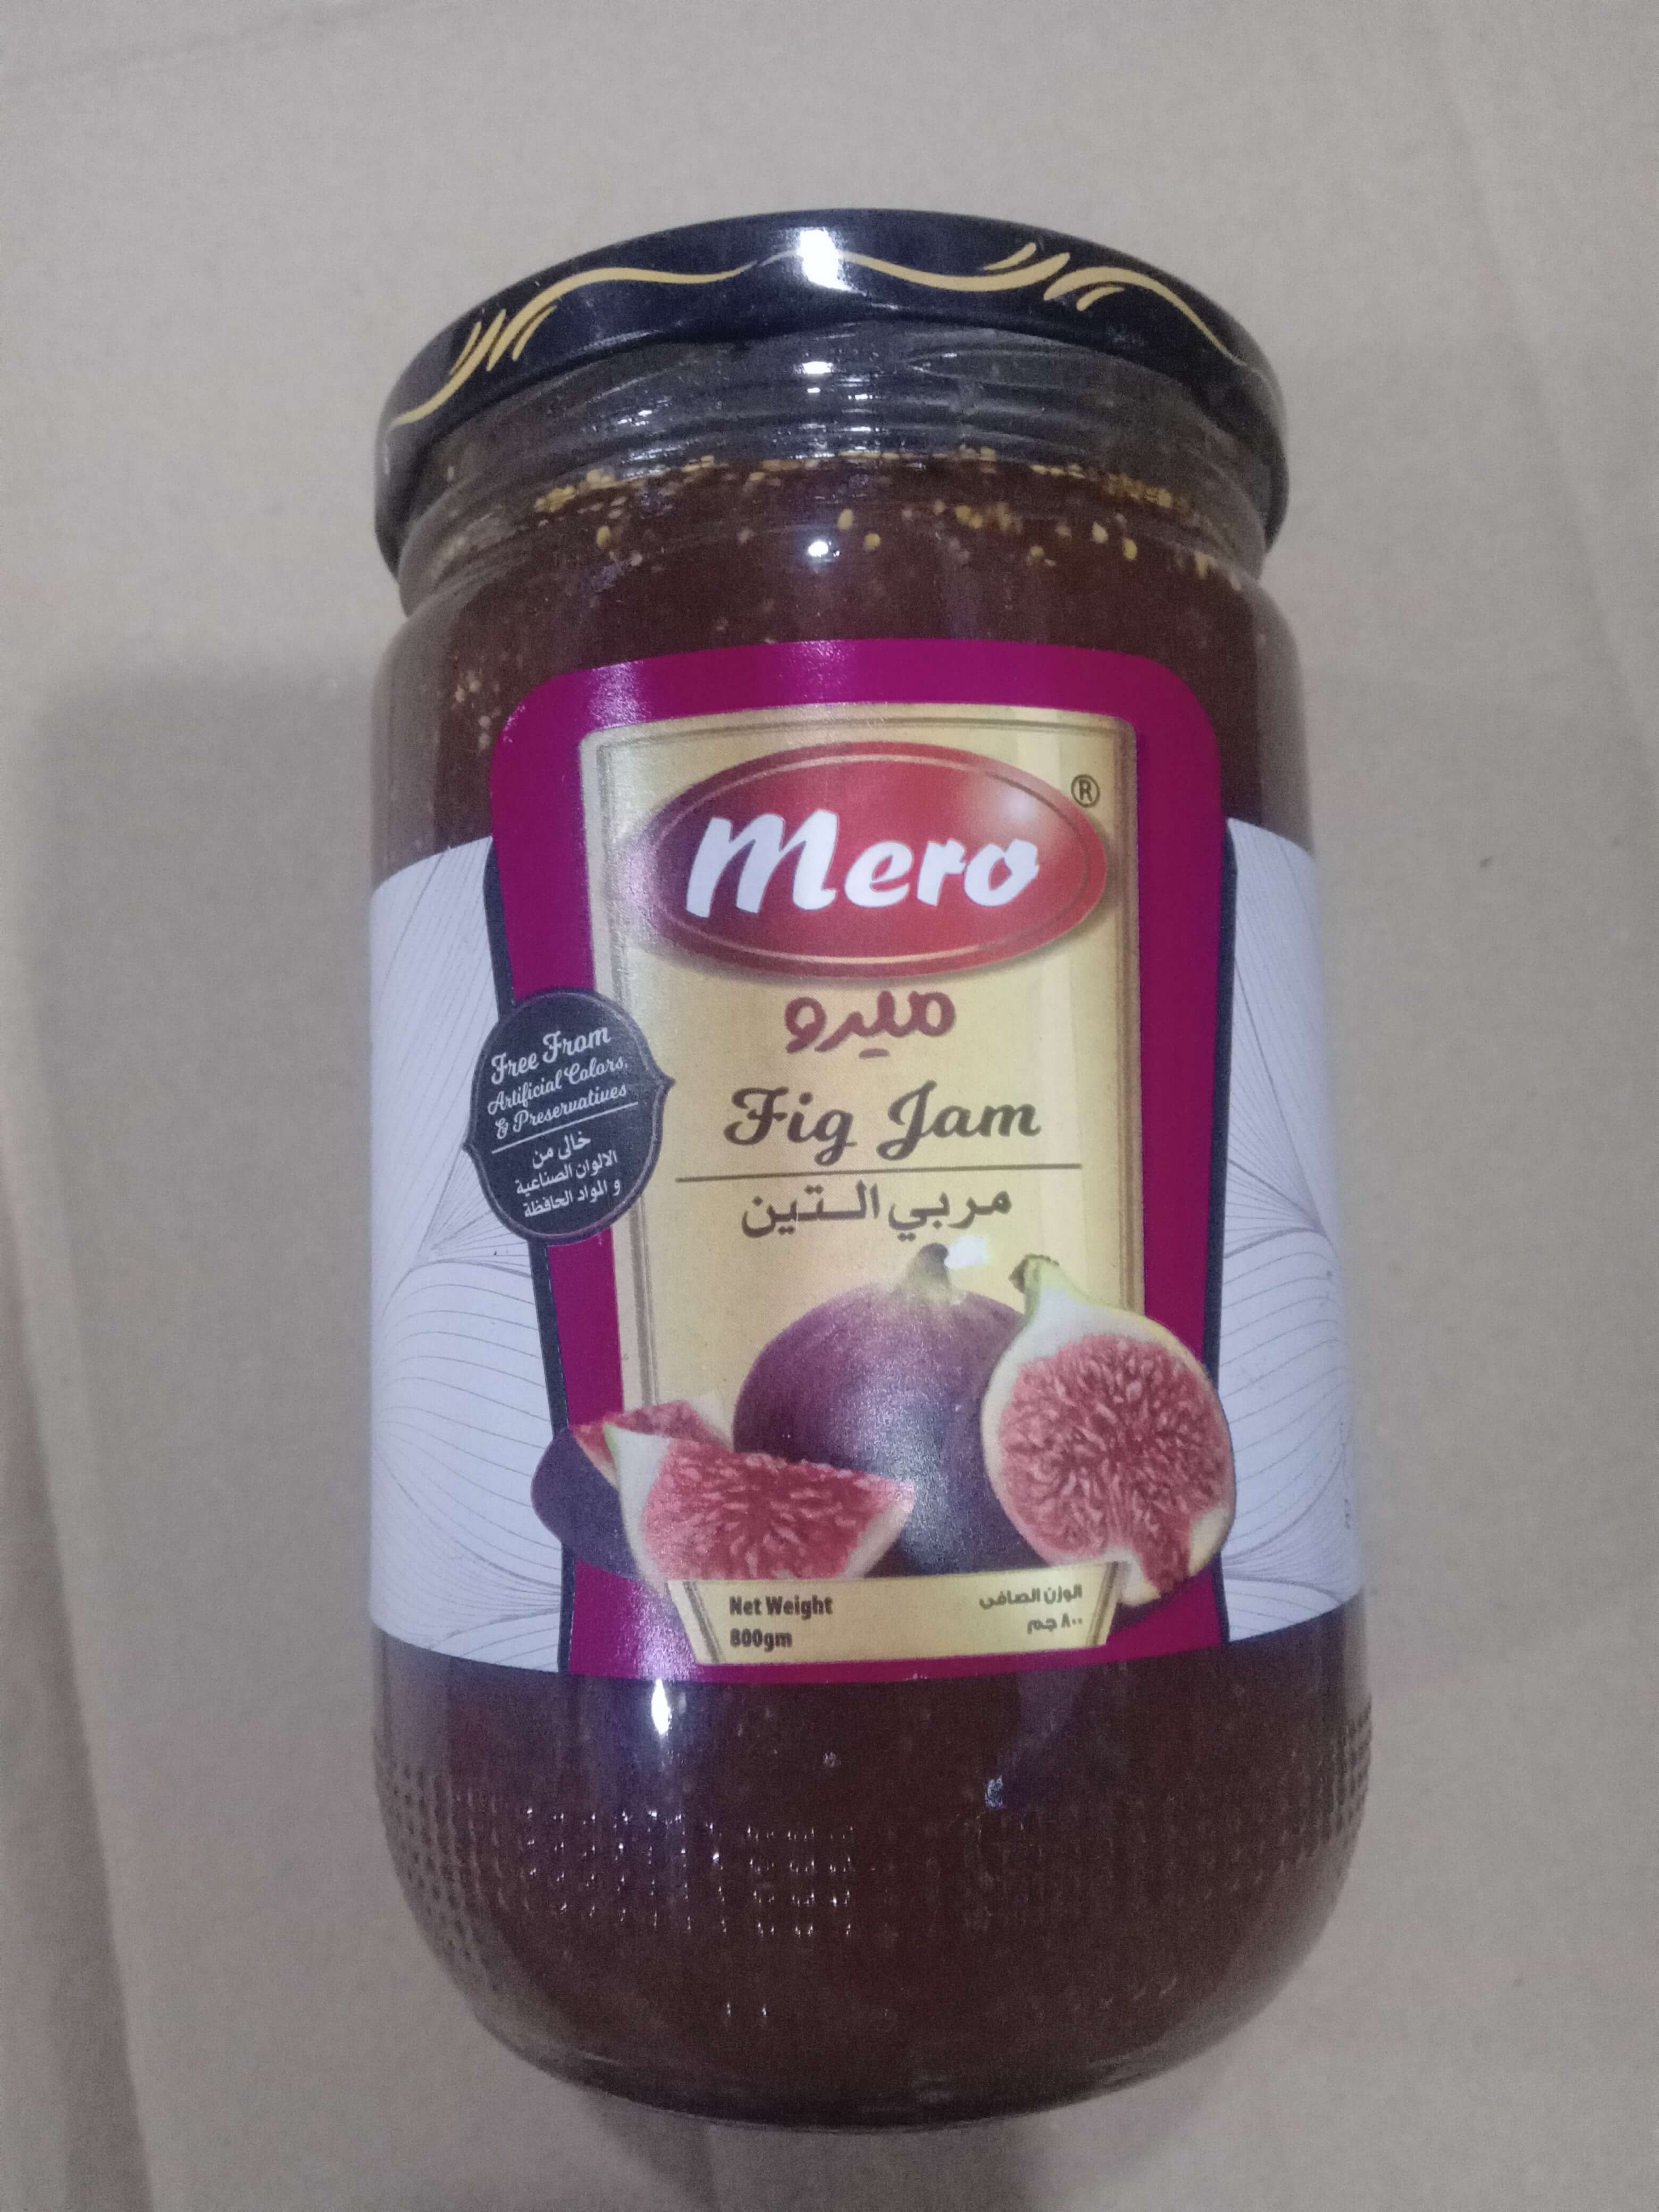 Mero ®
ميرو
Fig Jam
مربي التين
Free From
Artificial Colors,
& Preservatives
خالى من
الالوان الصناعية
و المواد الحافظة
Net Weight
800gm
الوزن الصافى
٨٠٠ جم